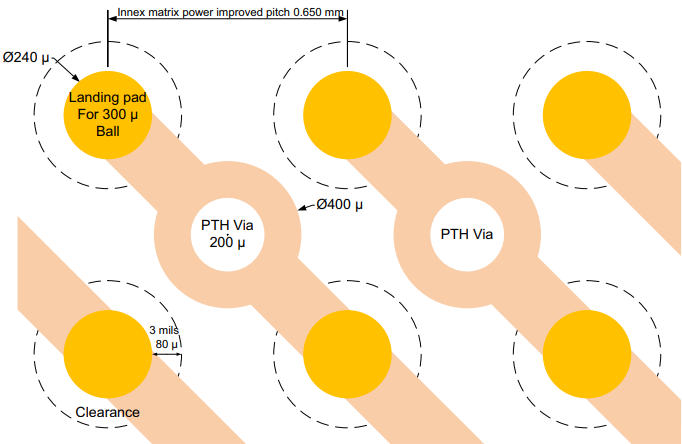 Innex matrix power improved pitch 0.650 mm
Ø240 µ
Landing pad
For 300 µ
Ball
Ø400 µ
PTH Via
200 µ
PTH Via
3 mils
80 µ
Clearance